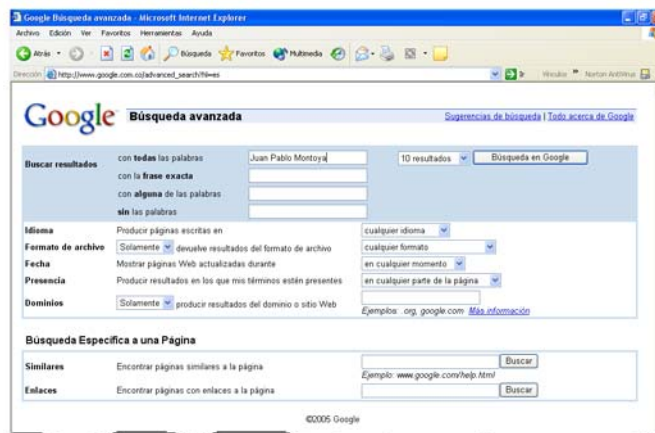 Google Búsqueda avanzada - Microsoft Internet Explorer
Archivo Edición Ver Favoritos Herramientas Ayuda
Atrás Búsqueda Favoritos Multimedia
Dirección http://www.google.com.co/advanced_search?hl=es Ir Vínculos Norton AntiVirus
Google Búsqueda avanzada Sugerencias de búsqueda | Todo acerca de Google
Buscar resultados con todas las palabras Juan Pablo Montoya 10 resultados Búsqueda en Google
con la frase exacta
con alguna de las palabras
sin las palabras
Idioma Producir páginas escritas en cualquier idioma
Formato de archivo Solamente devuelve resultados del formato de archivo cualquier formato
Fecha Mostrar páginas Web actualizadas durante en cualquier momento
Presencia Producir resultados en los que mis términos estén presentes en cualquier parte de la página
Dominios Solamente producir resultados del dominio o sitio Web
Ejemplos: .org, google.com Más información
Búsqueda Específica a una Página
Similares Encontrar páginas similares a la página Buscar
Ejemplo: www.google.com/help.html
Enlaces Encontrar páginas con enlaces a la página Buscar
©2005 Google